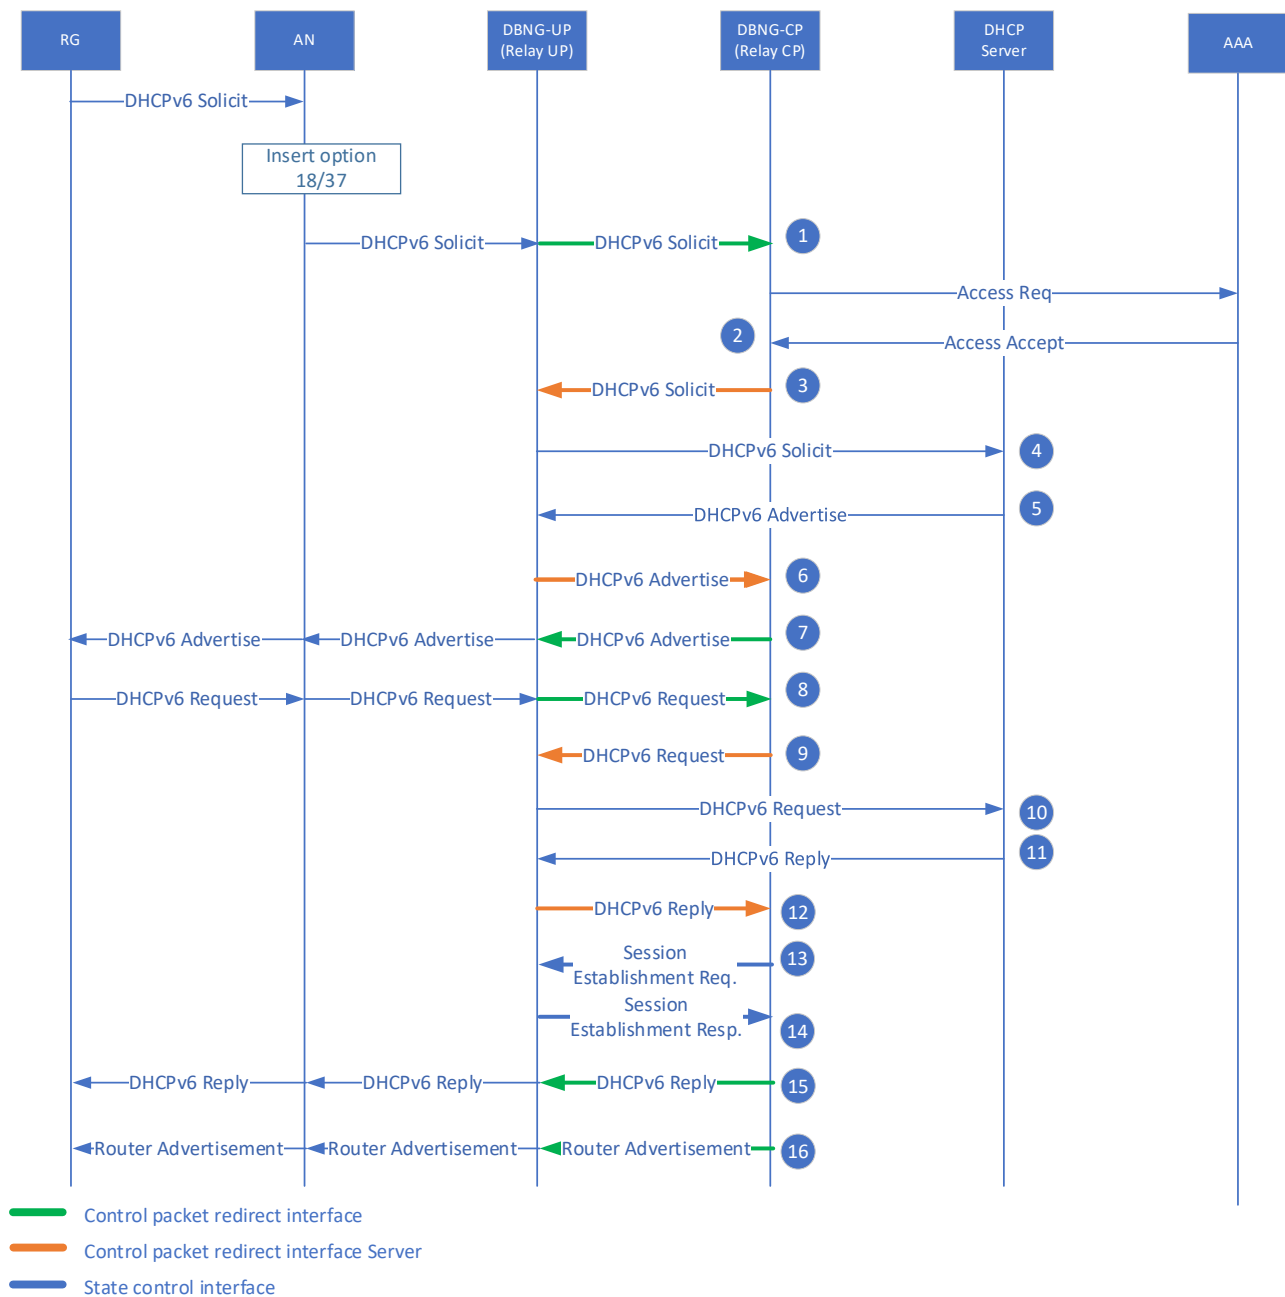 RG
AN
DBNG-UP
(Relay UP)
DBNG-CP
(Relay CP)
DHCP
Server
AAA
DHCPv6 Solicit
Insert option
18/37
DHCPv6 Solicit
DHCPv6 Solicit
1
Access Req
2
Access Accept
DHCPv6 Solicit
3
DHCPv6 Solicit
4
DHCPv6 Advertise
5
DHCPv6 Advertise
6
DHCPv6 Advertise
DHCPv6 Advertise
DHCPv6 Advertise
7
DHCPv6 Request
DHCPv6 Request
DHCPv6 Request
8
DHCPv6 Request
9
DHCPv6 Request
10
DHCPv6 Reply
11
DHCPv6 Reply
12
Session
Establishment Req.
13
Session
Establishment Resp.
14
DHCPv6 Reply
DHCPv6 Reply
DHCPv6 Reply
15
Router Advertisement
Router Advertisement
Router Advertisement
16
Control packet redirect interface
Control packet redirect interface Server
State control interface